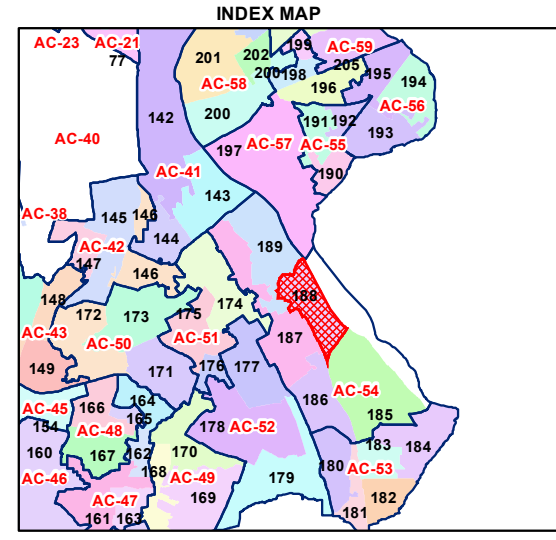 INDEX MAP
AC-23 AC-21
77
AC-59
199
201 202
205
200 198
195
194
AC-58
196
AC-56
200
142
191 192
193
AC-57
AC-55
197
AC-40
190
AC-41
143
AC-38
145 146
144
189
AC-42
147
146
188
148
174
172 173 175
AC-43
AC-51
187
AC-50
149
171
176 177
AC-54
186
185
AC-45
166 164
165
154
AC-48
178 AC-52
183
184
160
162
170
167
180
AC-53
168
AC-46
AC-49
179
182
AC-47
169
181
161 163